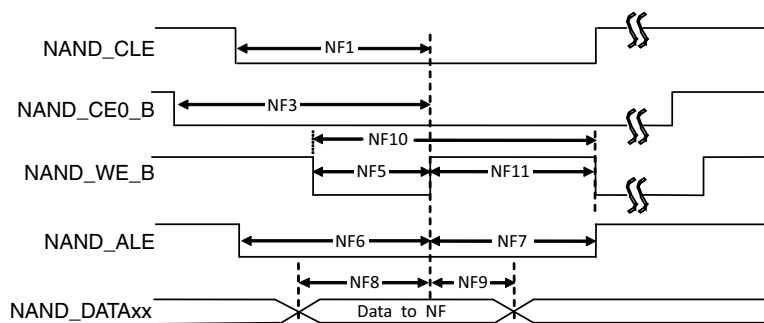 NAND_CLE
NF1
NAND_CE0_B
NF3
NF10
NAND_WE_B
NF5
NF11
NAND_ALE
NF6
NF7
NF8
NF9
NAND_DATAxx
Data to NF